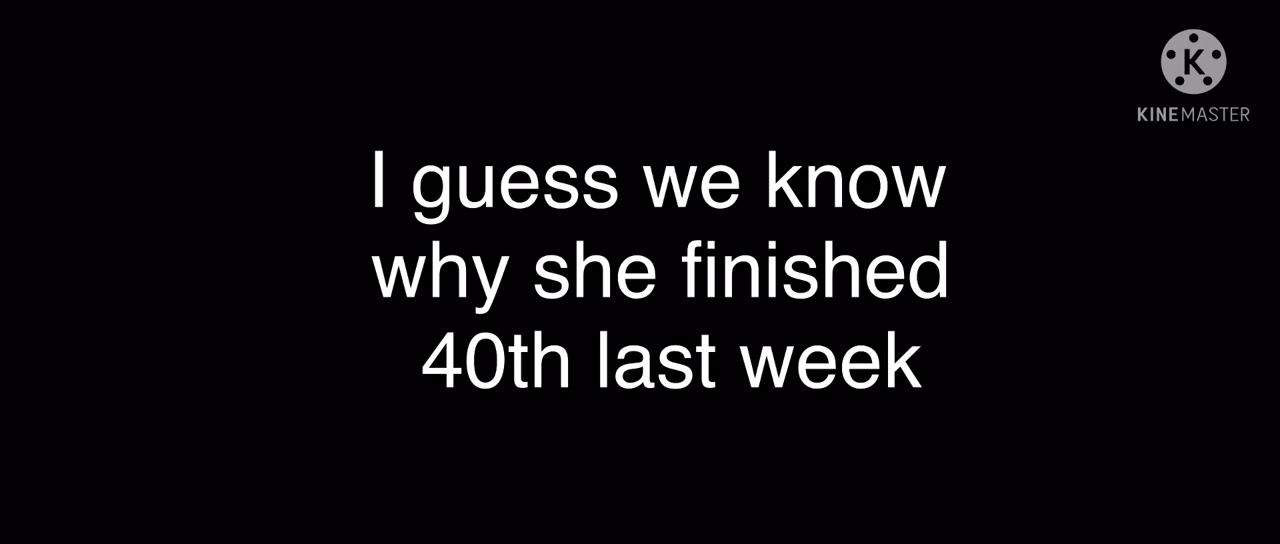 K
KINEMASTER
I guess we know
why she finished
40th last week